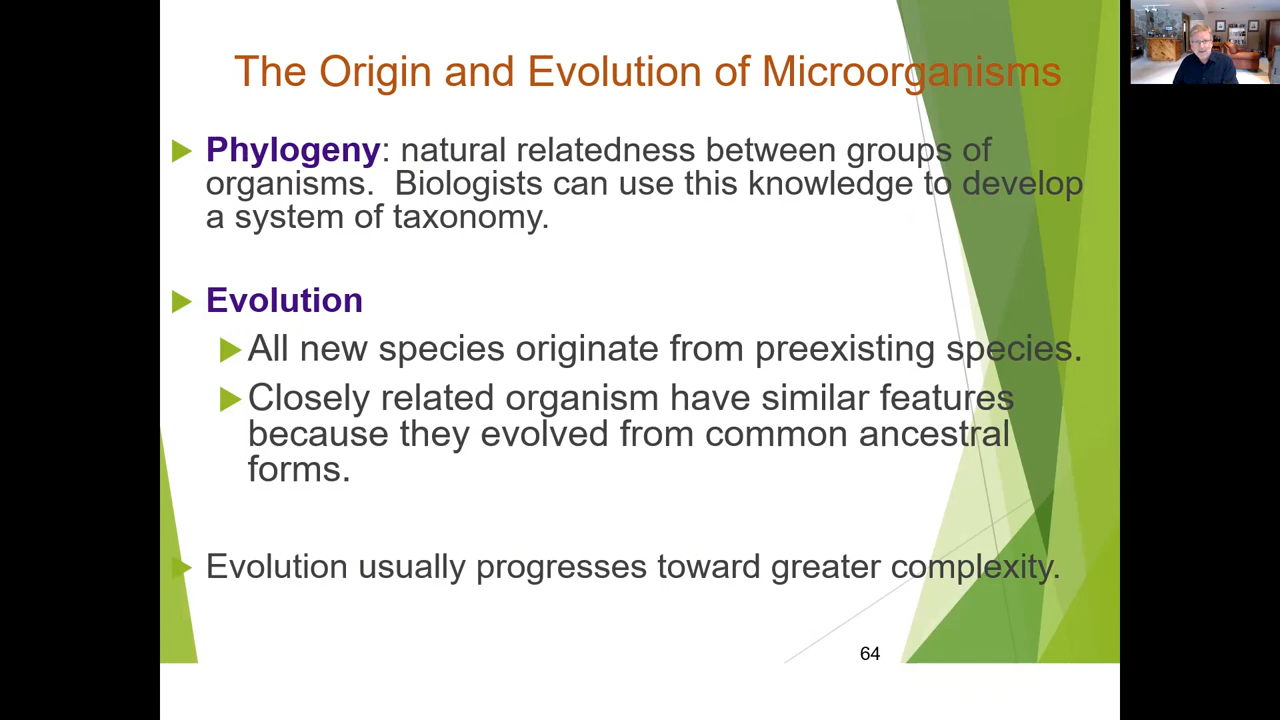 The Origin and Evolution of Microorganisms
Phylogeny: natural relatedness between groups of
organisms. Biologists can use this knowledge to develop
a system of taxonomy.
Evolution
All new species originate from preexisting species.
Closely related organism have similar features
because they evolved from common ancestral
forms.
Evolution usually progresses toward greater complexity.
64